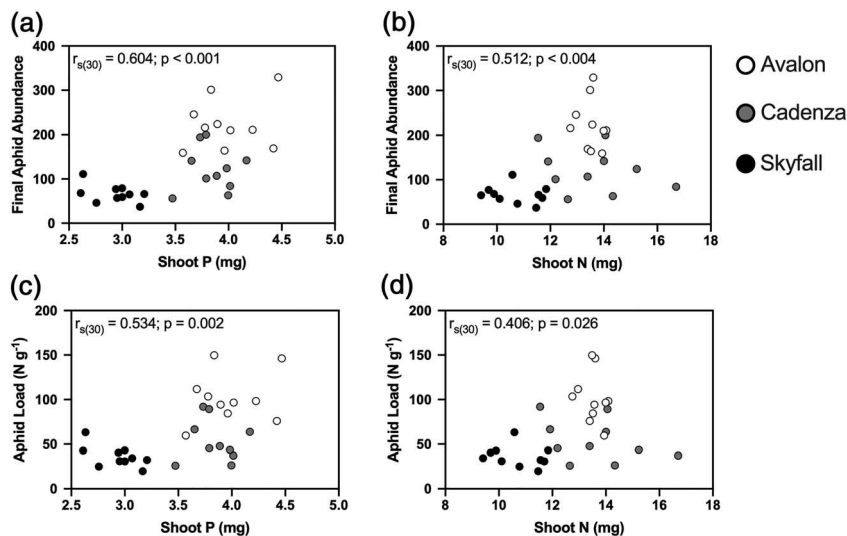 (a)
r_s(30) = 0.604; p < 0.001
Final Aphid Abundance
400
300
200
100
0
2.5 3.0 3.5 4.0 4.5 5.0
Shoot P (mg)
(b)
r_s(30) = 0.512; p < 0.004
Final Aphid Abundance
400
300
200
100
0
8 10 12 14 16 18
Shoot N (mg)
Avalon
Cadenza
Skyfall
(c)
r_s(30) = 0.534; p = 0.002
Aphid Load (N g⁻¹)
200
150
100
50
0
2.5 3.0 3.5 4.0 4.5 5.0
Shoot P (mg)
(d)
r_s(30) = 0.406; p = 0.026
Aphid Load (N g⁻¹)
200
150
100
50
0
8 10 12 14 16 18
Shoot N (mg)